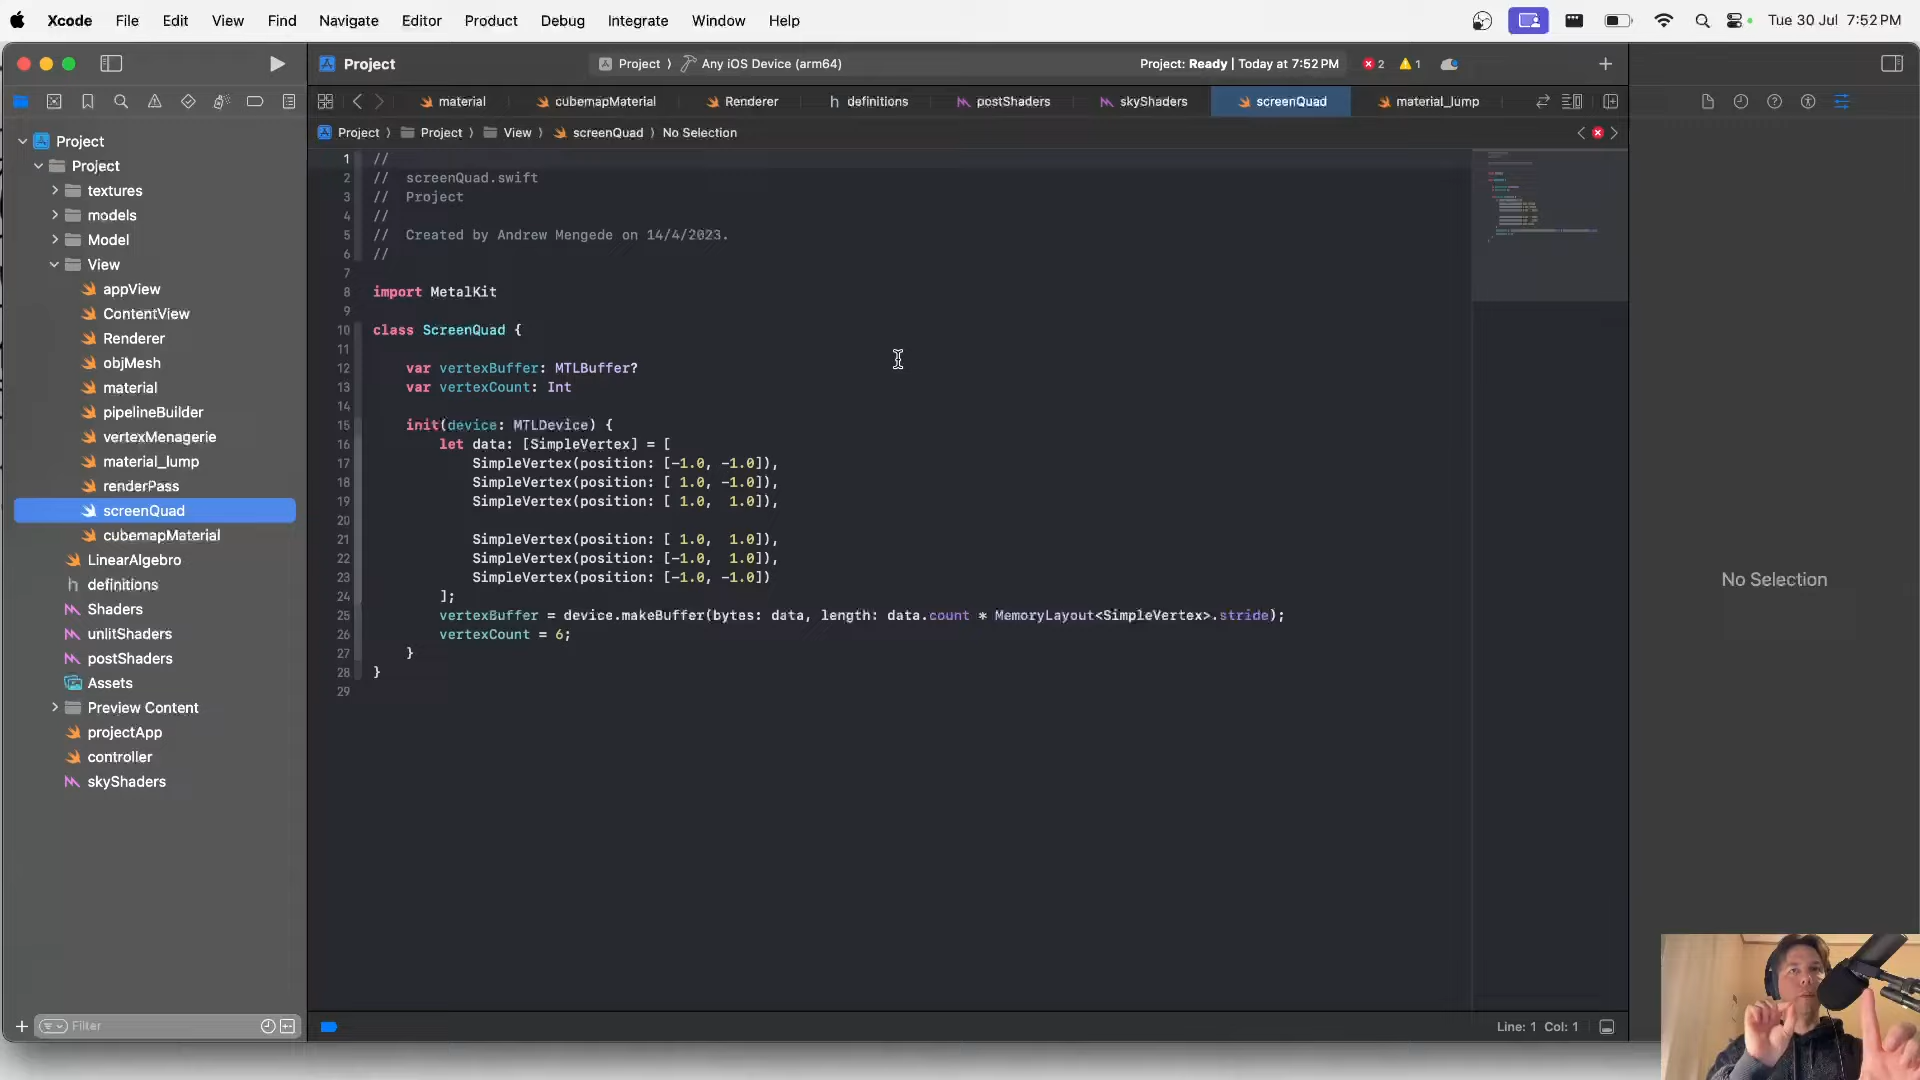 Xcode File Edit View Find Navigate Editor Product Debug Integrate Window Help
Tue 30 Jul 7:52 PM
Project
Project 〉 Any iOS Device (arm64)
Project: Ready | Today at 7:52 PM
2
1
material
cubemapMaterial
Renderer
definitions
postShaders
skyShaders
screenQuad
material_lump
Project 〉 Project 〉 View 〉 screenQuad 〉 No Selection
Project
Project
textures
models
Model
View
appView
ContentView
Renderer
objMesh
material
pipelineBuilder
vertexMenagerie
material_lump
renderPass
screenQuad
cubemapMaterial
LinearAlgebro
definitions
Shaders
unlitShaders
postShaders
Assets
Preview Content
projectApp
controller
skyShaders
Filter
1 //
2 // screenQuad.swift
3 // Project
4 //
5 // Created by Andrew Mengede on 14/4/2023.
6 //
7
8 import MetalKit
9
10 class ScreenQuad {
11
12 var vertexBuffer: MTLBuffer?
13 var vertexCount: Int
14
15 init(device: MTLDevice) {
16 let data: [SimpleVertex] = [
17 SimpleVertex(position: [-1.0, -1.0]),
18 SimpleVertex(position: [ 1.0, -1.0]),
19 SimpleVertex(position: [ 1.0,  1.0]),
20
21 SimpleVertex(position: [ 1.0,  1.0]),
22 SimpleVertex(position: [-1.0,  1.0]),
23 SimpleVertex(position: [-1.0, -1.0])
24 ];
25 vertexBuffer = device.makeBuffer(bytes: data, length: data.count * MemoryLayout<SimpleVertex>.stride);
26 vertexCount = 6;
27 }
28 }
29
No Selection
Line: 1 Col: 1